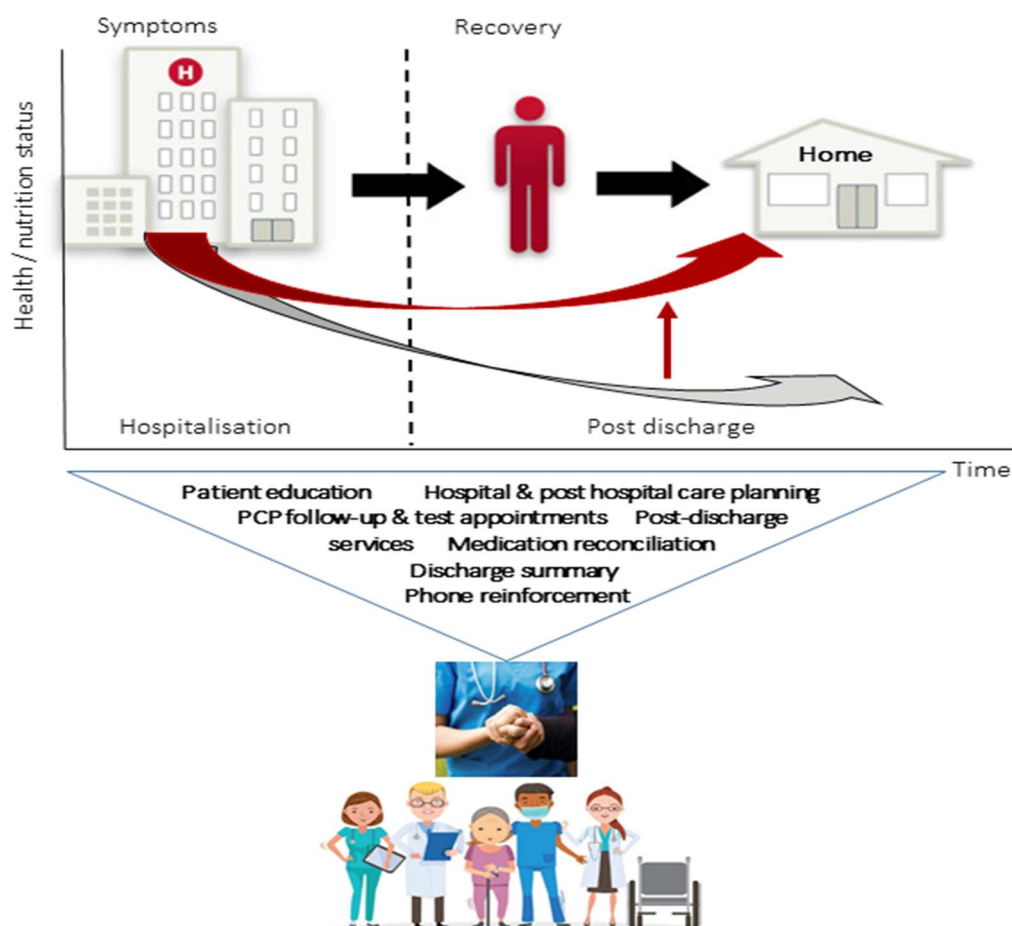 Symptoms
Recovery
H
Home
Health / nutrition status
Hospitalisation
Post discharge
Time
Patient education Hospital & post hospital care planning
PCP follow-up & test appointments Post-discharge
services Medication reconciliation
Discharge summary
Phone reinforcement